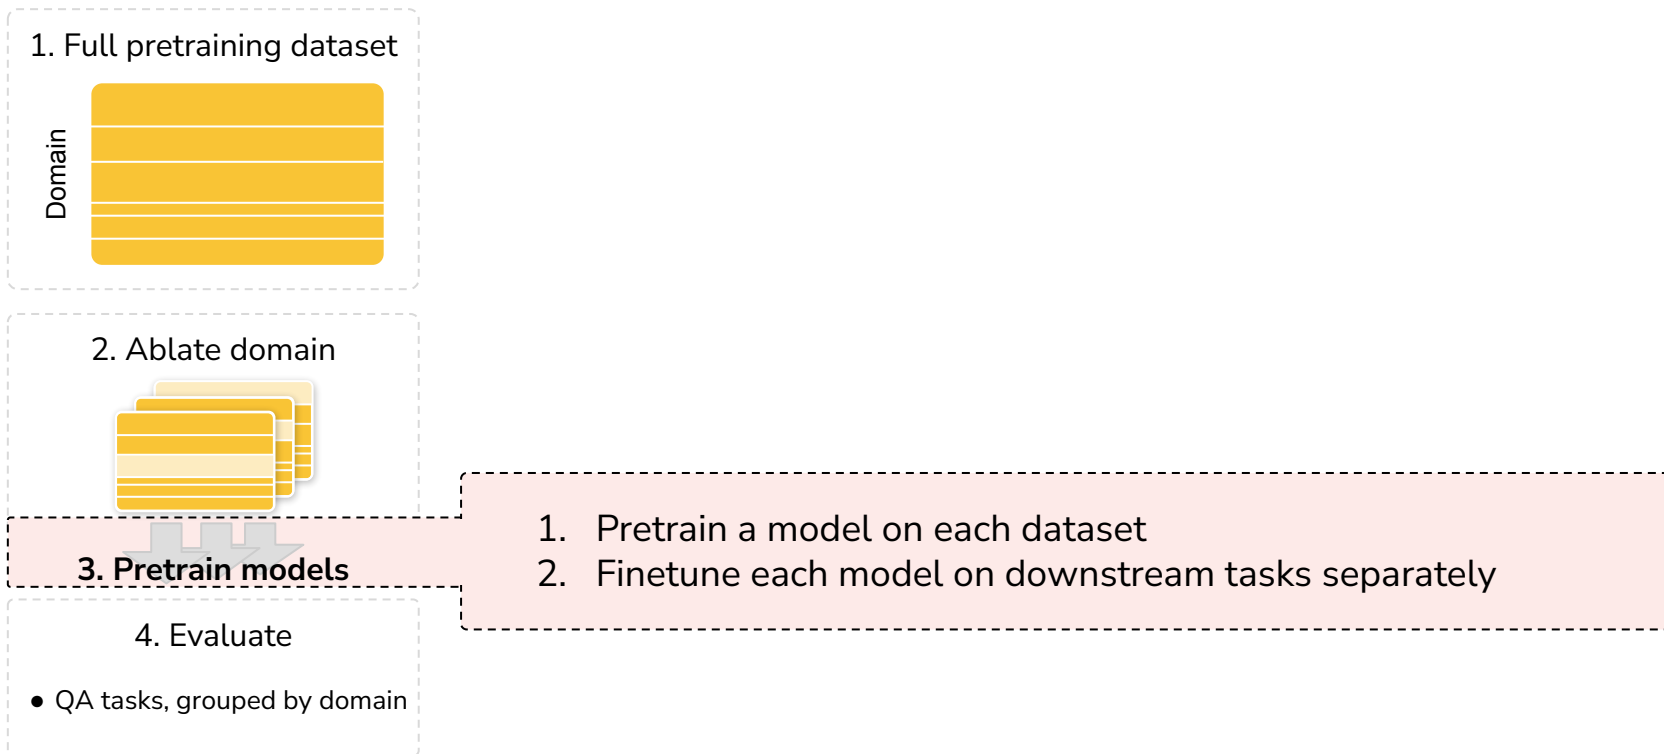 1. Full pretraining dataset
Domain
2. Ablate domain
3. Pretrain models
1. Pretrain a model on each dataset
2. Finetune each model on downstream tasks separately
4. Evaluate
● QA tasks, grouped by domain